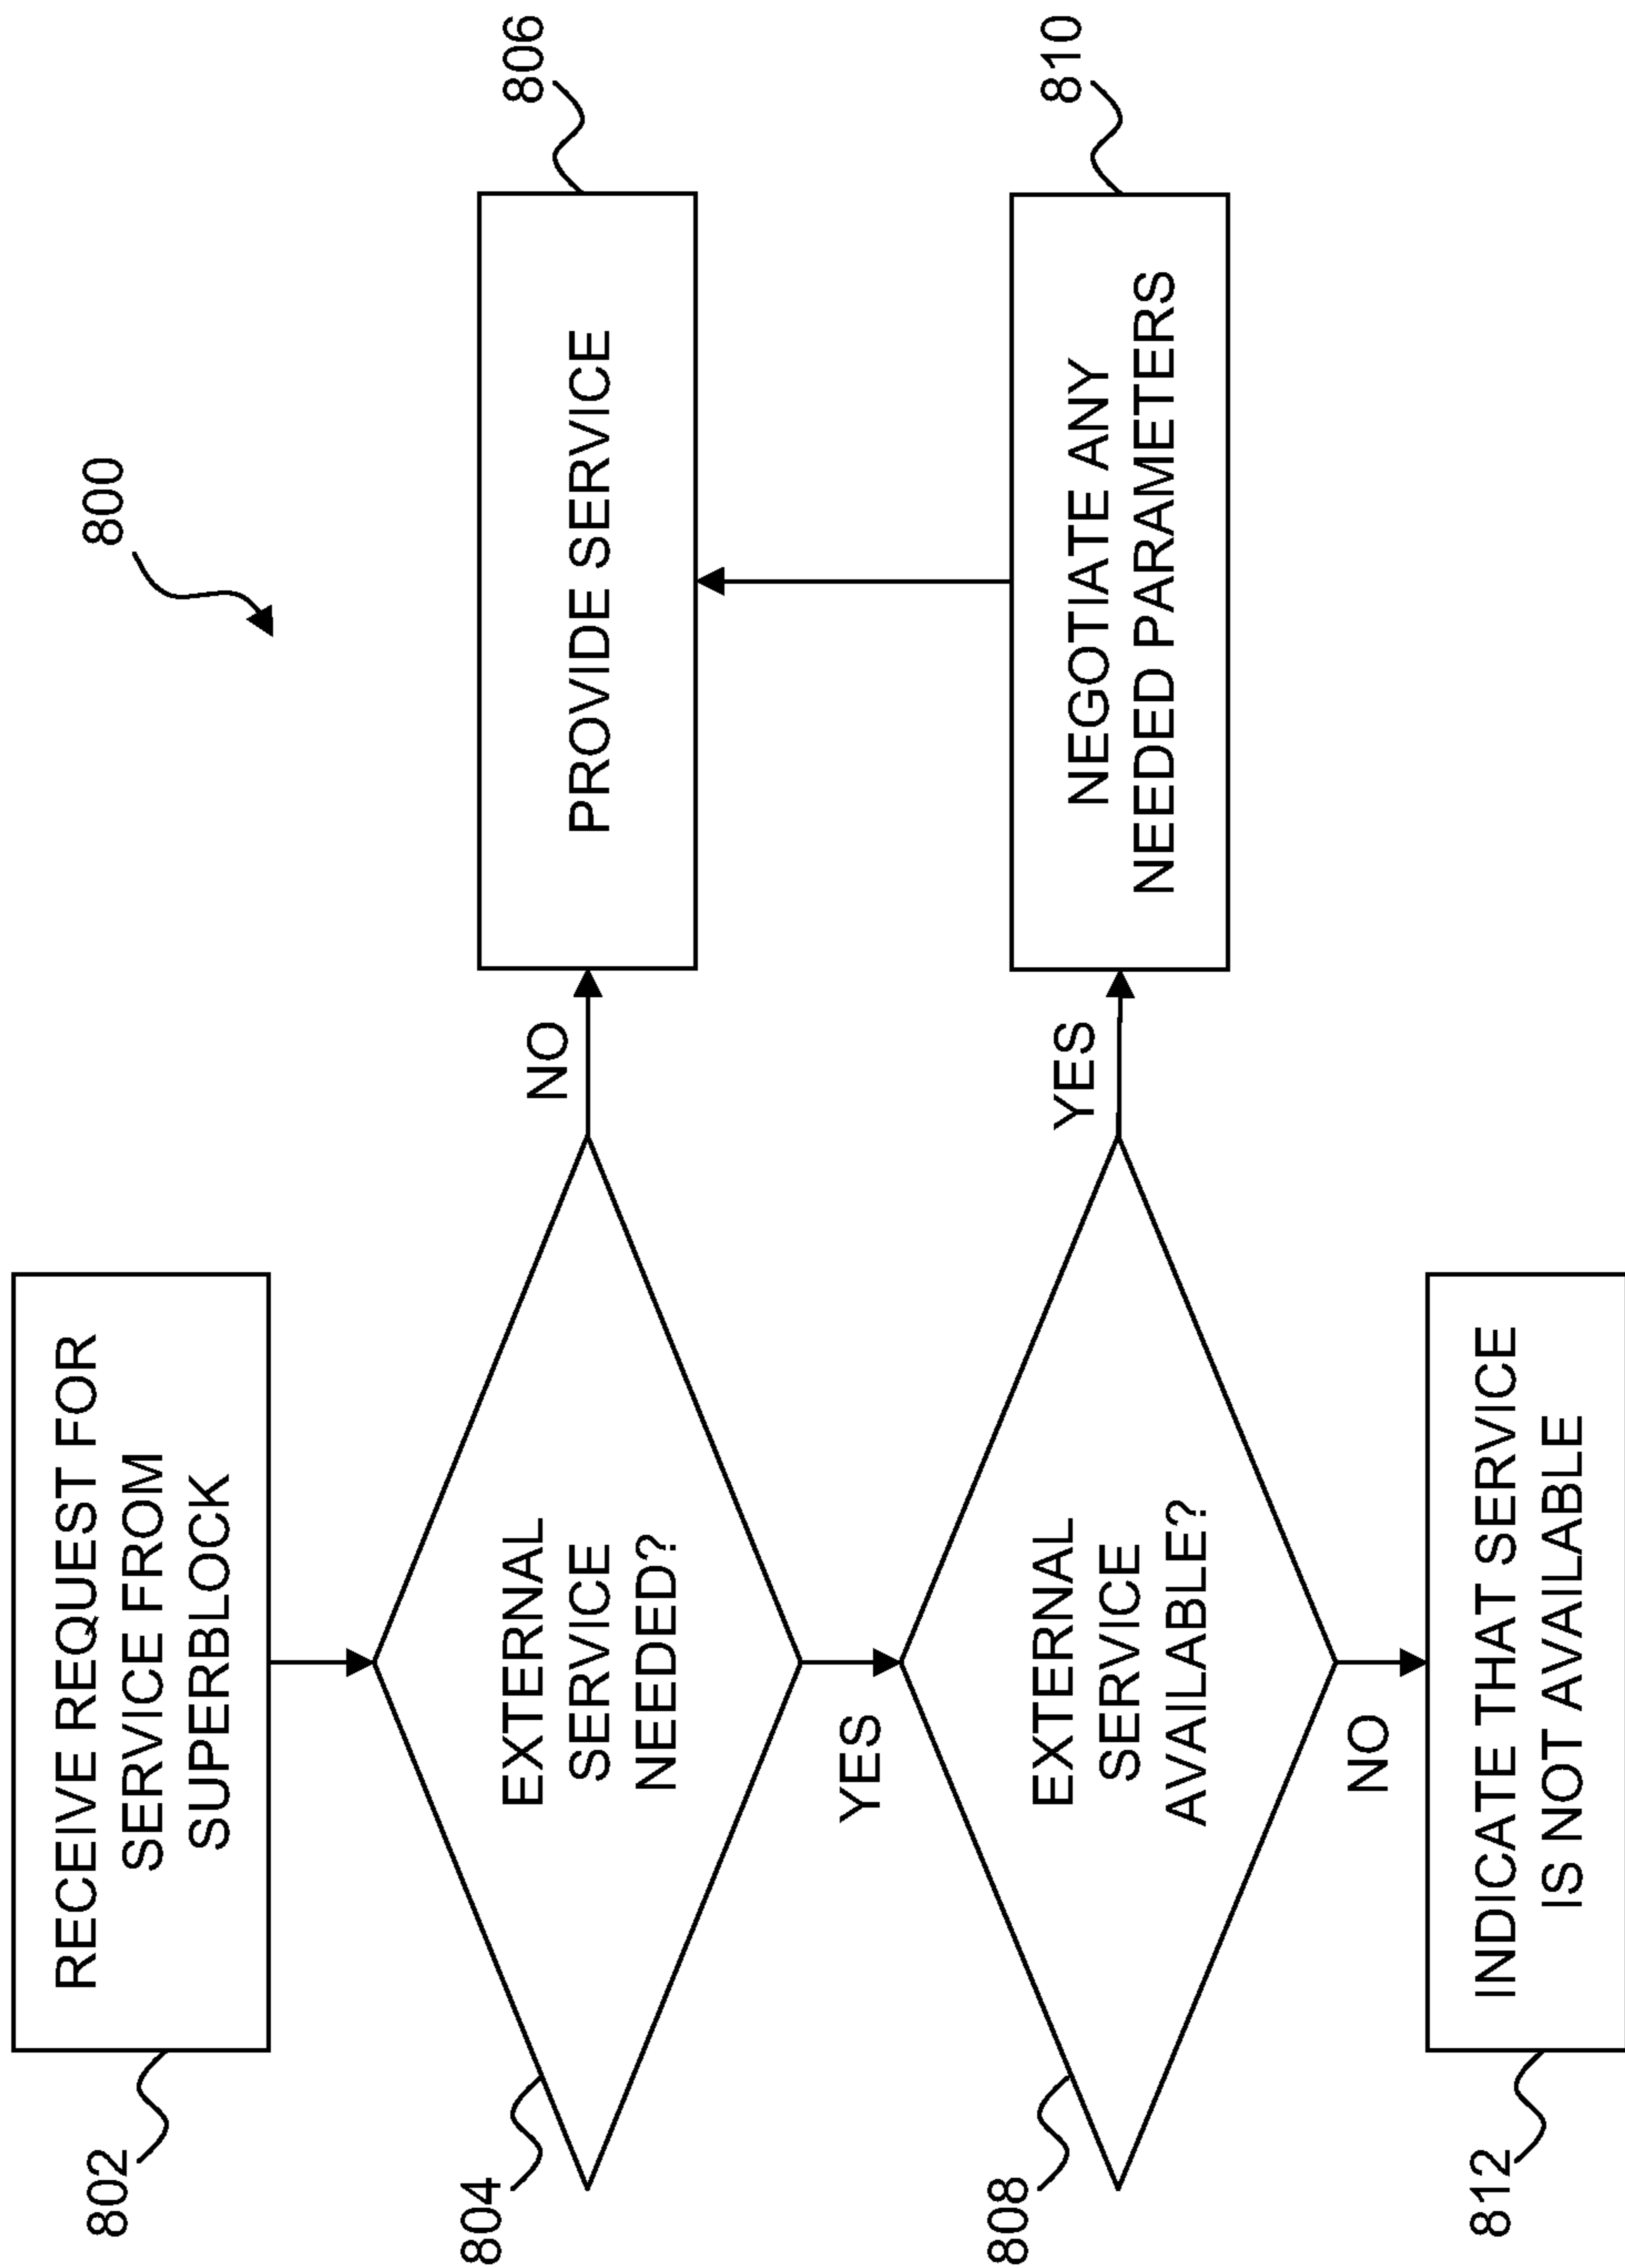 800
802
RECEIVE REQUEST FOR
SERVICE FROM
SUPERBLOCK
804
EXTERNAL
SERVICE
NEEDED?
NO
PROVIDE SERVICE
806
YES
808
EXTERNAL
SERVICE
AVAILABLE?
YES
NEGOTIATE ANY
NEEDED PARAMETERS
810
NO
812
INDICATE THAT SERVICE
IS NOT AVAILABLE